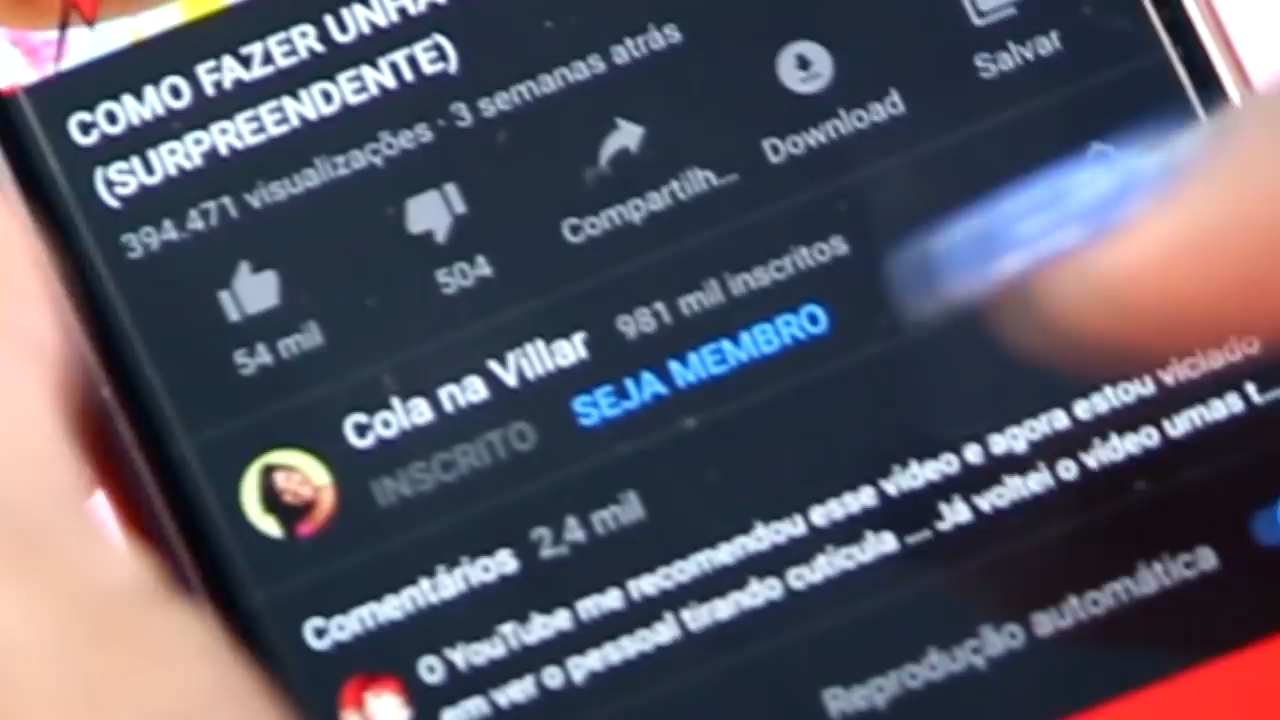 COMO FAZER UNHA
(SURPREENDENTE)
394.471 visualizações · 3 semanas atrás
54 mil
504
Compartilh...
Download
Salvar
Cola na Villar 981 mil inscritos
INSCRITO SEJA MEMBRO
Comentários 2,4 mil
O YouTube me recomendou esse vídeo e agora estou viciado
em ver o pessoal tirando cutícula ... Já voltei o vídeo umas t...
Reprodução automática